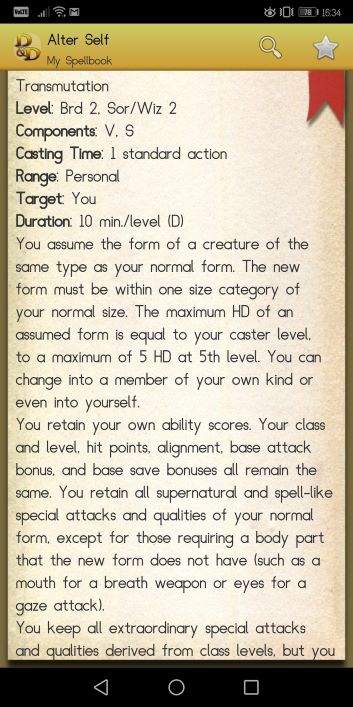 VoLTE 78 16:34
D&D Alter Self
My Spellbook
Transmutation
Level: Brd 2, Sor/Wiz 2
Components: V, S
Casting Time: 1 standard action
Range: Personal
Target: You
Duration: 10 min./level (D)
You assume the form of a creature of the
same type as your normal form. The new
form must be within one size category of
your normal size. The maximum HD of an
assumed form is equal to your caster level,
to a maximum of 5 HD at 5th level. You can
change into a member of your own kind or
even into yourself.
You retain your own ability scores. Your class
and level, hit points, alignment, base attack
bonus, and base save bonuses all remain the
same. You retain all supernatural and spell-like
special attacks and qualities of your normal
form, except for those requiring a body part
that the new form does not have (such as a
mouth for a breath weapon or eyes for a
gaze attack).
You keep all extraordinary special attacks
and qualities derived from class levels, but you